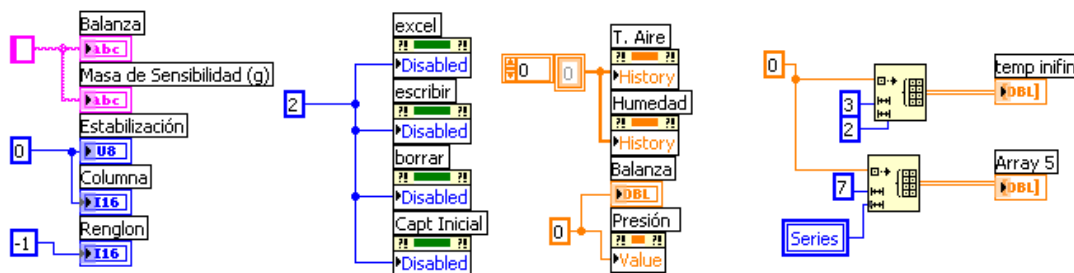 Balanza
abc
Masa de Sensibilidad (g)
abc
Estabilización
0
U8
Columna
I16
Renglon
-1
I16
excel
?! ?!
Disabled
escribir
2
?! ?!
Disabled
borrar
?! ?!
Disabled
Capt Inicial
?! ?!
Disabled
T. Aire
?! ?!
0
0
History
Humedad
?! ?!
History
Balanza
DBL
Presión
0
?! ?!
Value
0
temp inifin
3
DBL]
2
Array 5
7
DBL]
Series